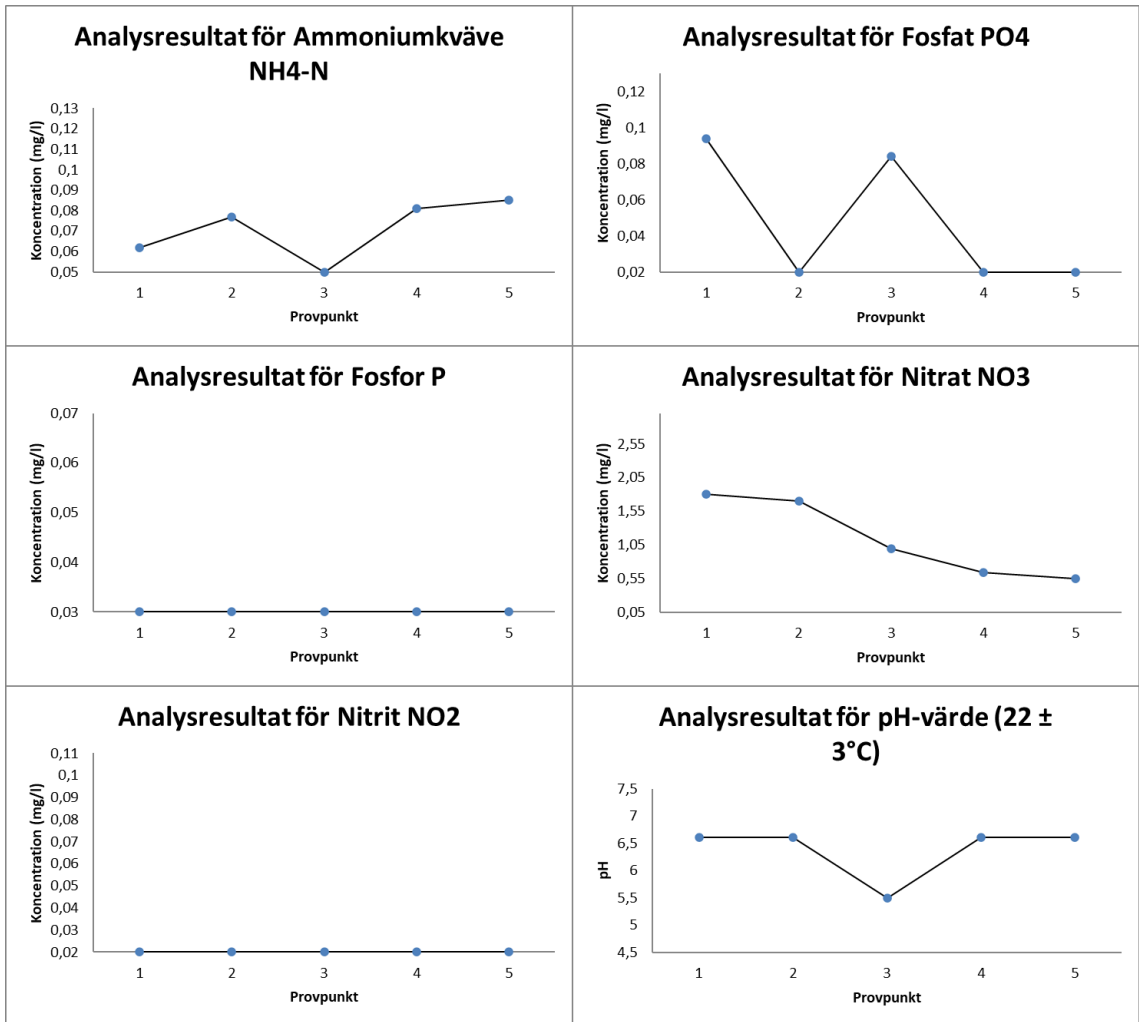 Analysresultat för Ammoniumkväve
NH4-N
Koncentration (mg/l)
0,13
0,12
0,11
0,1
0,09
0,08
0,07
0,06
0,05
1 2 3 4 5
Provpunkt
Analysresultat för Fosfat PO4
Koncentration (mg/l)
0,12
0,1
0,08
0,06
0,04
0,02
1 2 3 4 5
Provpunkt
Analysresultat för Fosfor P
Koncentration (mg/l)
0,07
0,06
0,05
0,04
0,03
1 2 3 4 5
Provpunkt
Analysresultat för Nitrat NO3
Koncentration (mg/l)
2,55
2,05
1,55
1,05
0,55
0,05
1 2 3 4 5
Provpunkt
Analysresultat för Nitrit NO2
Koncentration (mg/l)
0,11
0,1
0,09
0,08
0,07
0,06
0,05
0,04
0,03
0,02
1 2 3 4 5
Provpunkt
Analysresultat för pH-värde (22 ±
3°C)
pH
7,5
7
6,5
6
5,5
5
4,5
1 2 3 4 5
Provpunkt